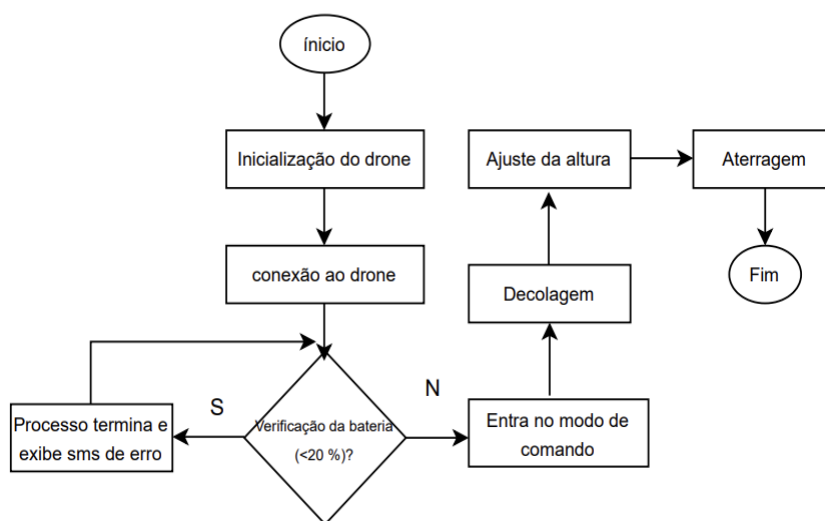 ínicio
Inicialização do drone
conexão ao drone
Verificação da bateria
(<20 %)?
S
Processo termina e
exibe sms de erro
N
Entra no modo de
comando
Decolagem
Ajuste da altura
Aterragem
Fim